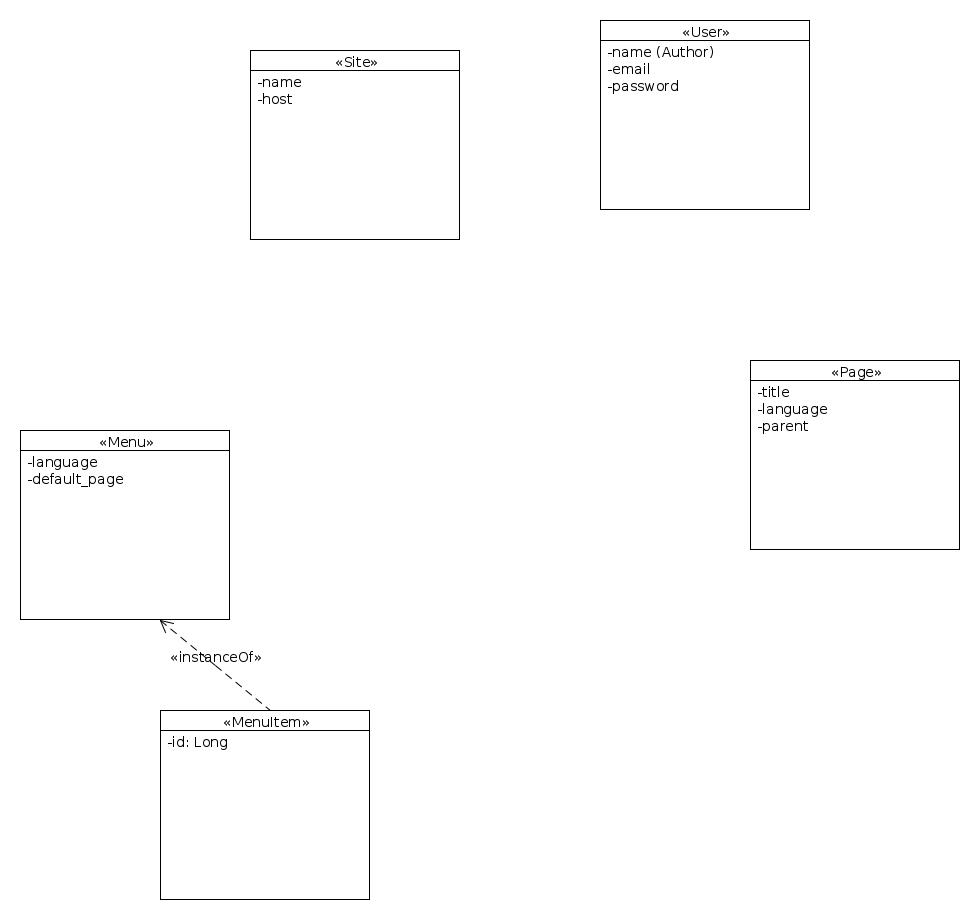 «User»
-name (Author)
-email
-password
«Site»
-name
-host
«Page»
-title
-language
-parent
«Menu»
-language
-default_page
«instanceOf»
«MenuItem»
-id: Long